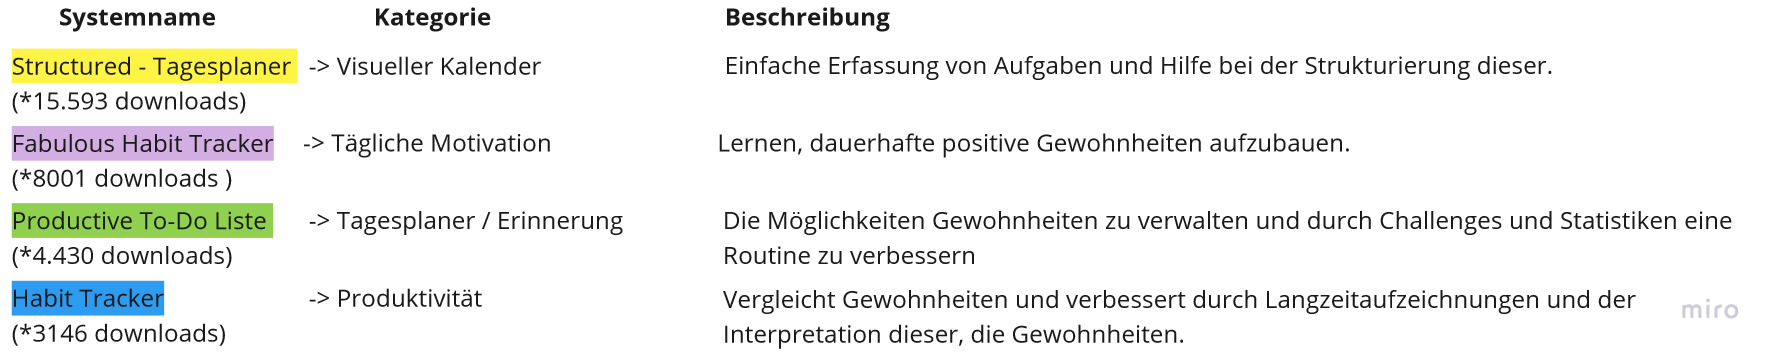 Systemname Kategorie Beschreibung
Structured - Tagesplaner -> Visueller Kalender Einfache Erfassung von Aufgaben und Hilfe bei der Strukturierung dieser.
(*15.593 downloads)
Fabulous Habit Tracker -> Tägliche Motivation Lernen, dauerhafte positive Gewohnheiten aufzubauen.
(*8001 downloads )
Productive To-Do Liste -> Tagesplaner / Erinnerung Die Möglichkeiten Gewohnheiten zu verwalten und durch Challenges und Statistiken eine
(*4.430 downloads) Routine zu verbessern
Habit Tracker -> Produktivität Vergleicht Gewohnheiten und verbessert durch Langzeitaufzeichnungen und der
(*3146 downloads) Interpretation dieser, die Gewohnheiten.
miro